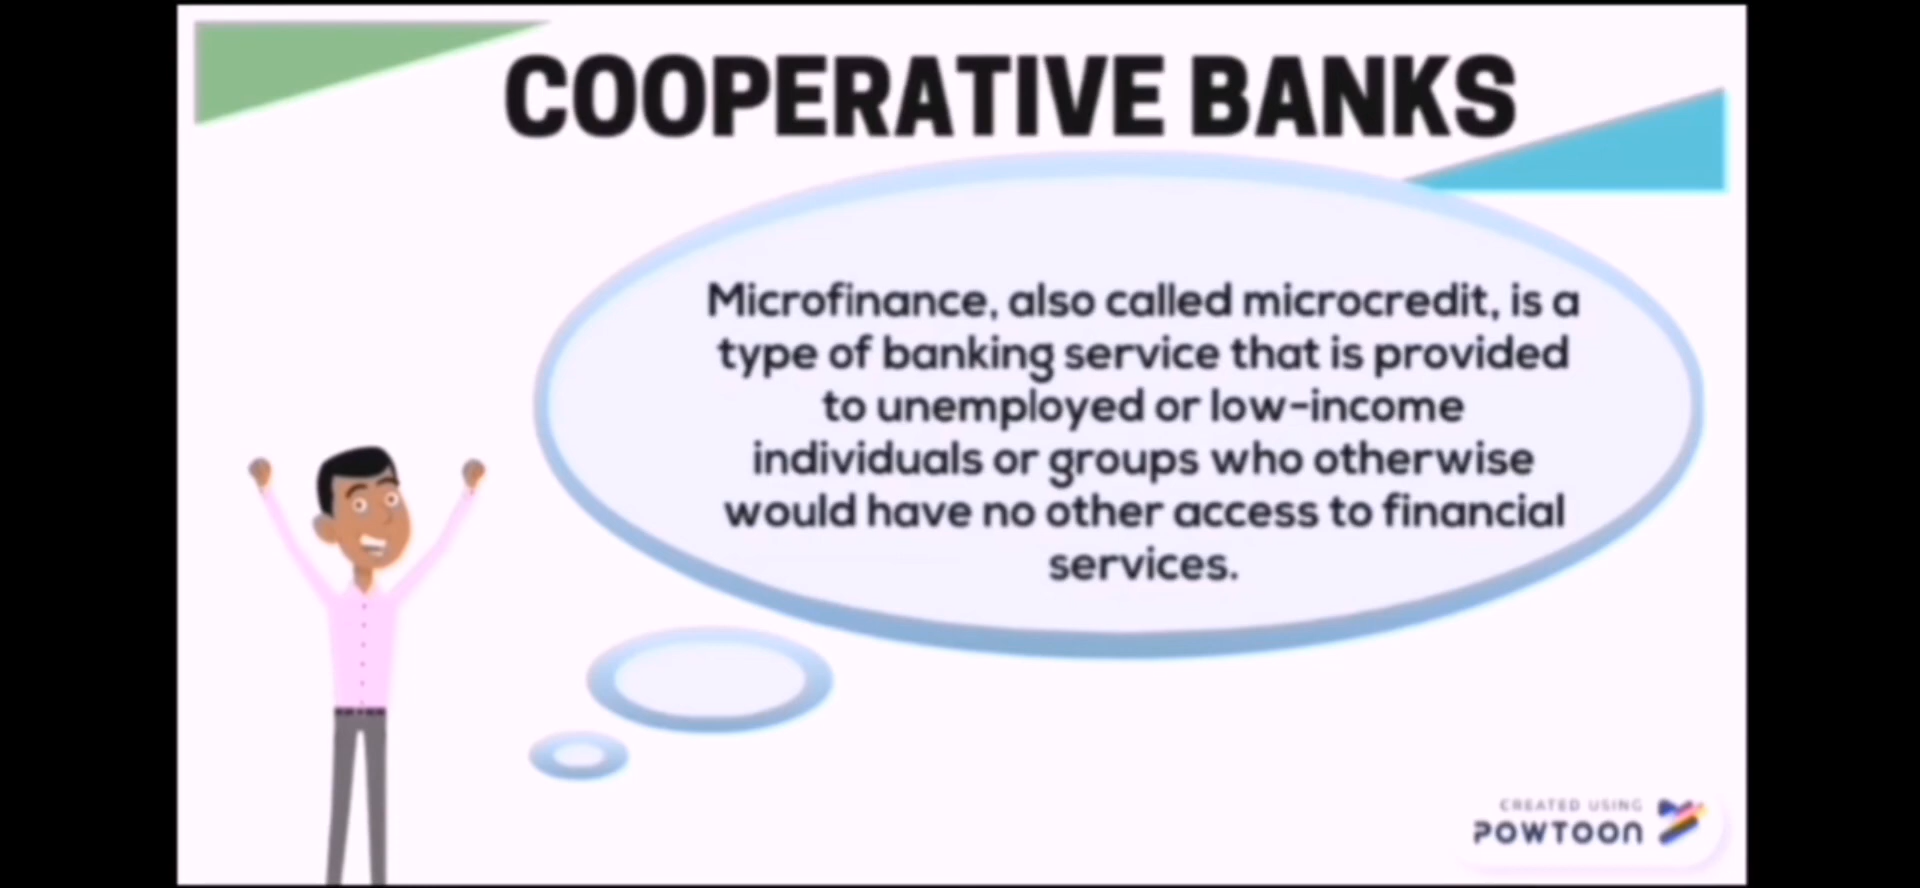 COOPERATIVE BANKS
Microfinance, also called microcredit, is a
type of banking service that is provided
to unemployed or low-income
individuals or groups who otherwise
would have no other access to financial
services.
CREATED USING
POWTOON